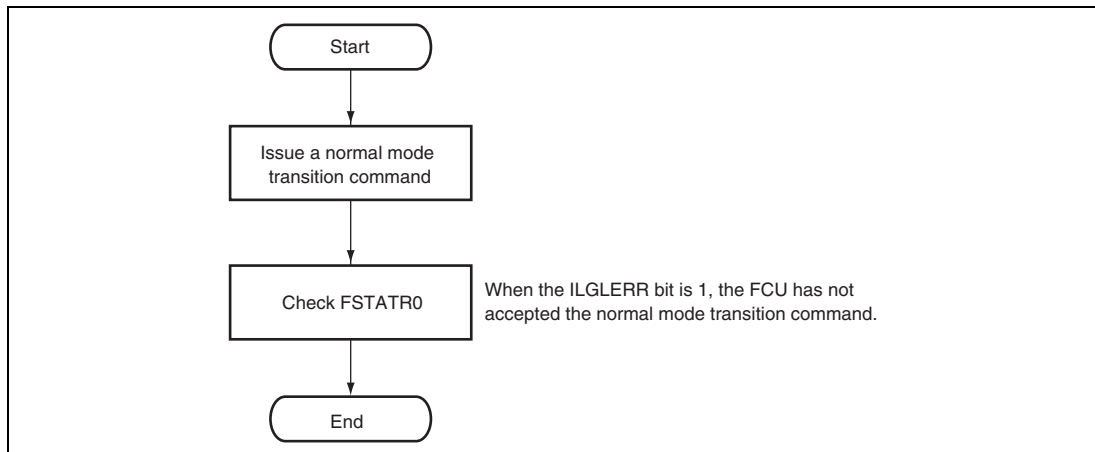 Start
Issue a normal mode
transition command
Check FSTATR0
When the ILGLERR bit is 1, the FCU has not
accepted the normal mode transition command.
End